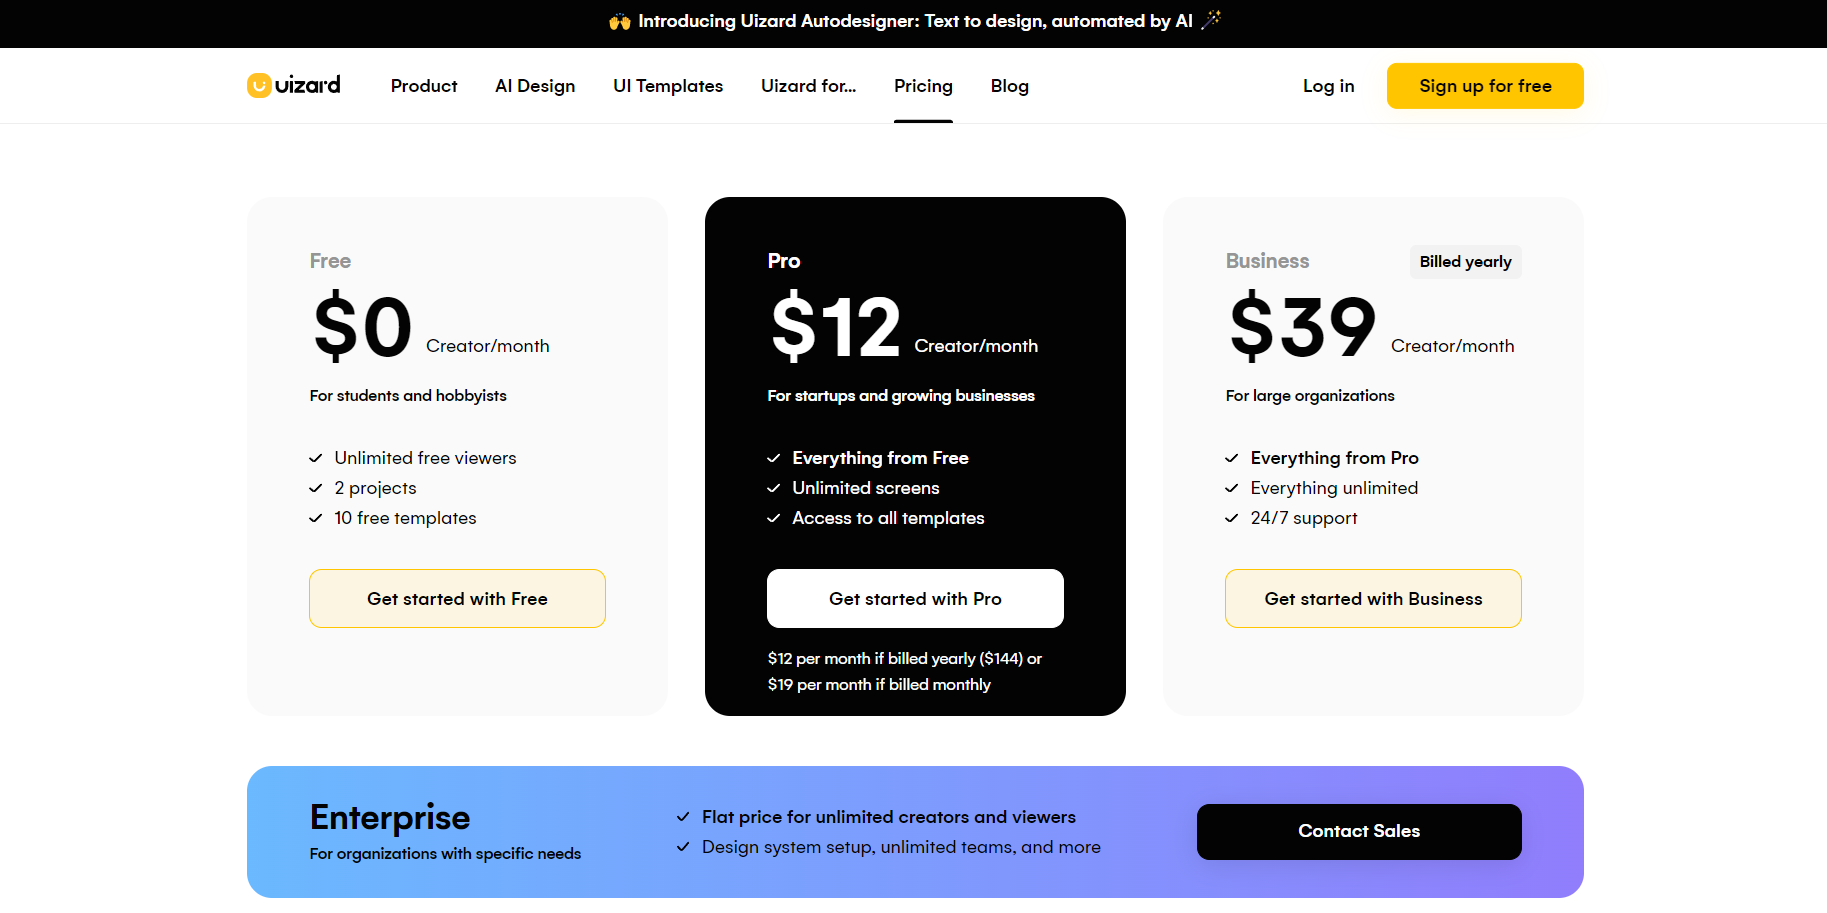 🙌 Introducing Uizard Autodesigner: Text to design, automated by AI 🪄
uizard
Product
AI Design
UI Templates
Uizard for...
Pricing
Blog
Log in
Sign up for free
Free
$0 Creator/month
For students and hobbyists
Unlimited free viewers
2 projects
10 free templates
Get started with Free
Pro
$12 Creator/month
For startups and growing businesses
Everything from Free
Unlimited screens
Access to all templates
Get started with Pro
$12 per month if billed yearly ($144) or
$19 per month if billed monthly
Business
Billed yearly
$39 Creator/month
For large organizations
Everything from Pro
Everything unlimited
24/7 support
Get started with Business
Enterprise
For organizations with specific needs
Flat price for unlimited creators and viewers
Design system setup, unlimited teams, and more
Contact Sales